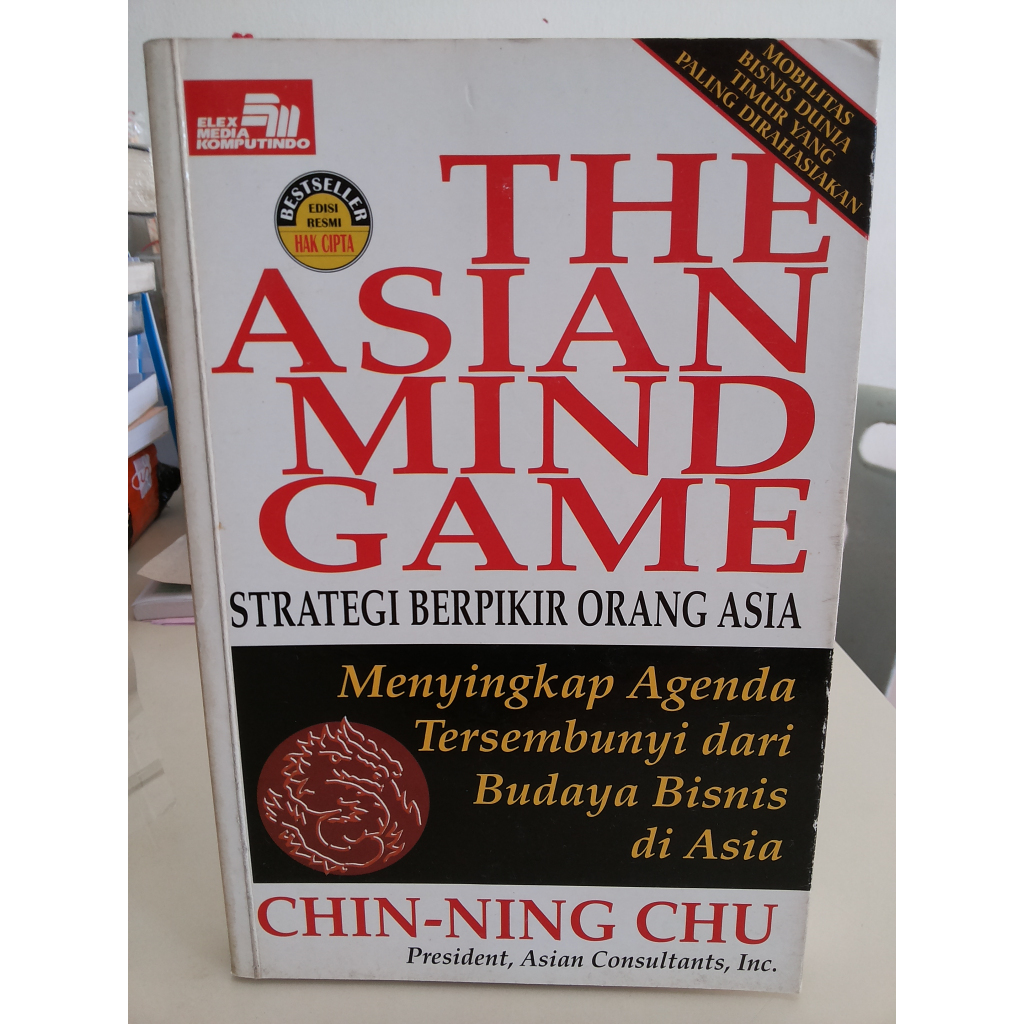 ELEX
MEDIA
KOMPUTINDO
MOBILITAS
BISNIS DUNIA
TIMUR YANG
PALING DIRAHASIAKAN
BESTSELLER
EDISI
RESMI
HAK CIPTA
THE
ASIAN
MIND
GAME
STRATEGI BERPIKIR ORANG ASIA
Menyingkap Agenda
Tersembunyi dari
Budaya Bisnis
di Asia
CHIN-NING CHU
President, Asian Consultants, Inc.